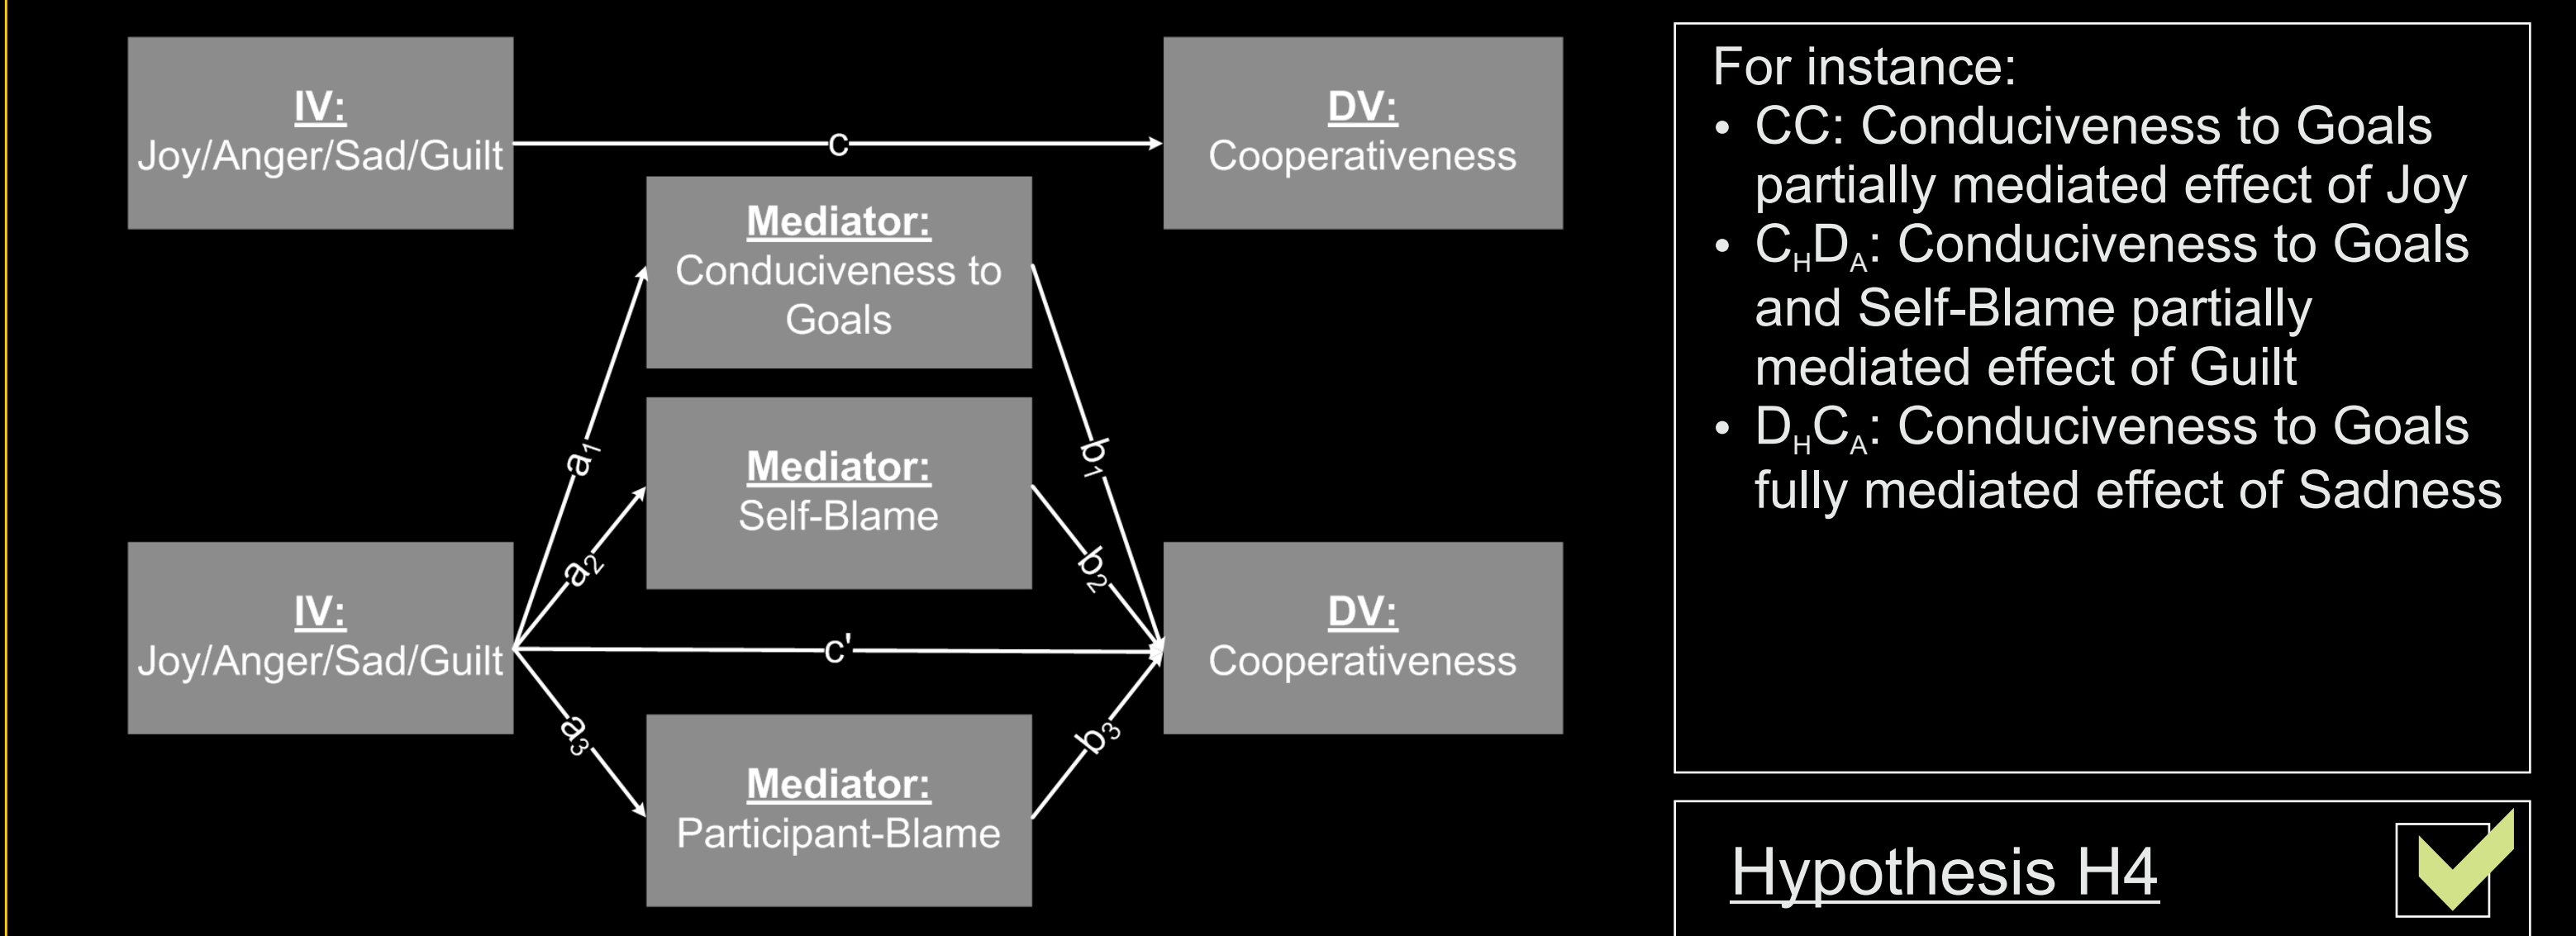 IV:
Joy/Anger/Sad/Guilt
c
DV:
Cooperativeness
Mediator:
Conduciveness to
Goals
a₁
b₁
Mediator:
Self-Blame
a₂
b₂
IV:
Joy/Anger/Sad/Guilt
c'
DV:
Cooperativeness
a₃
b₃
Mediator:
Participant-Blame
For instance:
• CC: Conduciveness to Goals
partially mediated effect of Joy
• C_HD_A: Conduciveness to Goals
and Self-Blame partially
mediated effect of Guilt
• D_HC_A: Conduciveness to Goals
fully mediated effect of Sadness
Hypothesis H4